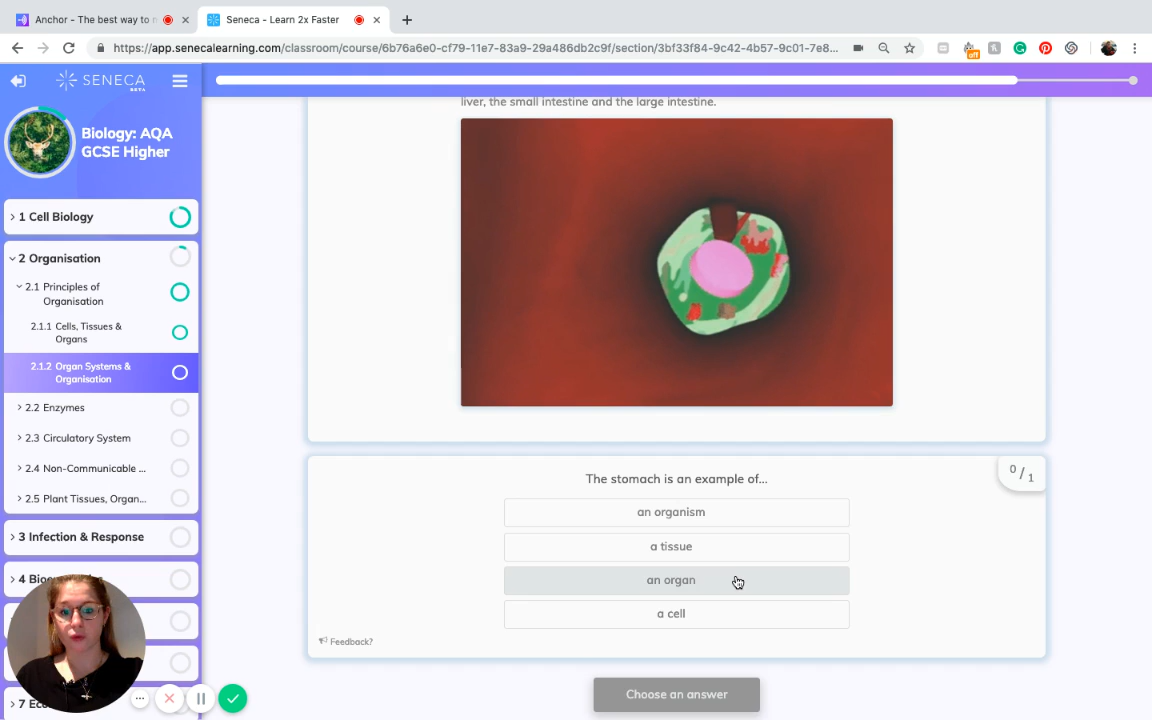 Anchor - The best way to
Seneca - Learn 2x Faster
https://app.senecalearning.com/classroom/course/6b76a6e0-cf79-11e7-83a9-29a486db2c9f/section/3bf33f84-9c42-4b57-9c01-7e8...
off
SENECA
BETA
Biology: AQA
GCSE Higher
1 Cell Biology
2 Organisation
2.1 Principles of
Organisation
2.1.1 Cells, Tissues &
Organs
2.1.2 Organ Systems &
Organisation
2.2 Enzymes
2.3 Circulatory System
2.4 Non-Communicable ...
2.5 Plant Tissues, Organ...
3 Infection & Response
4
7
liver, the small intestine and the large intestine.
0/1
The stomach is an example of...
an organism
a tissue
an organ
a cell
Feedback?
Choose an answer